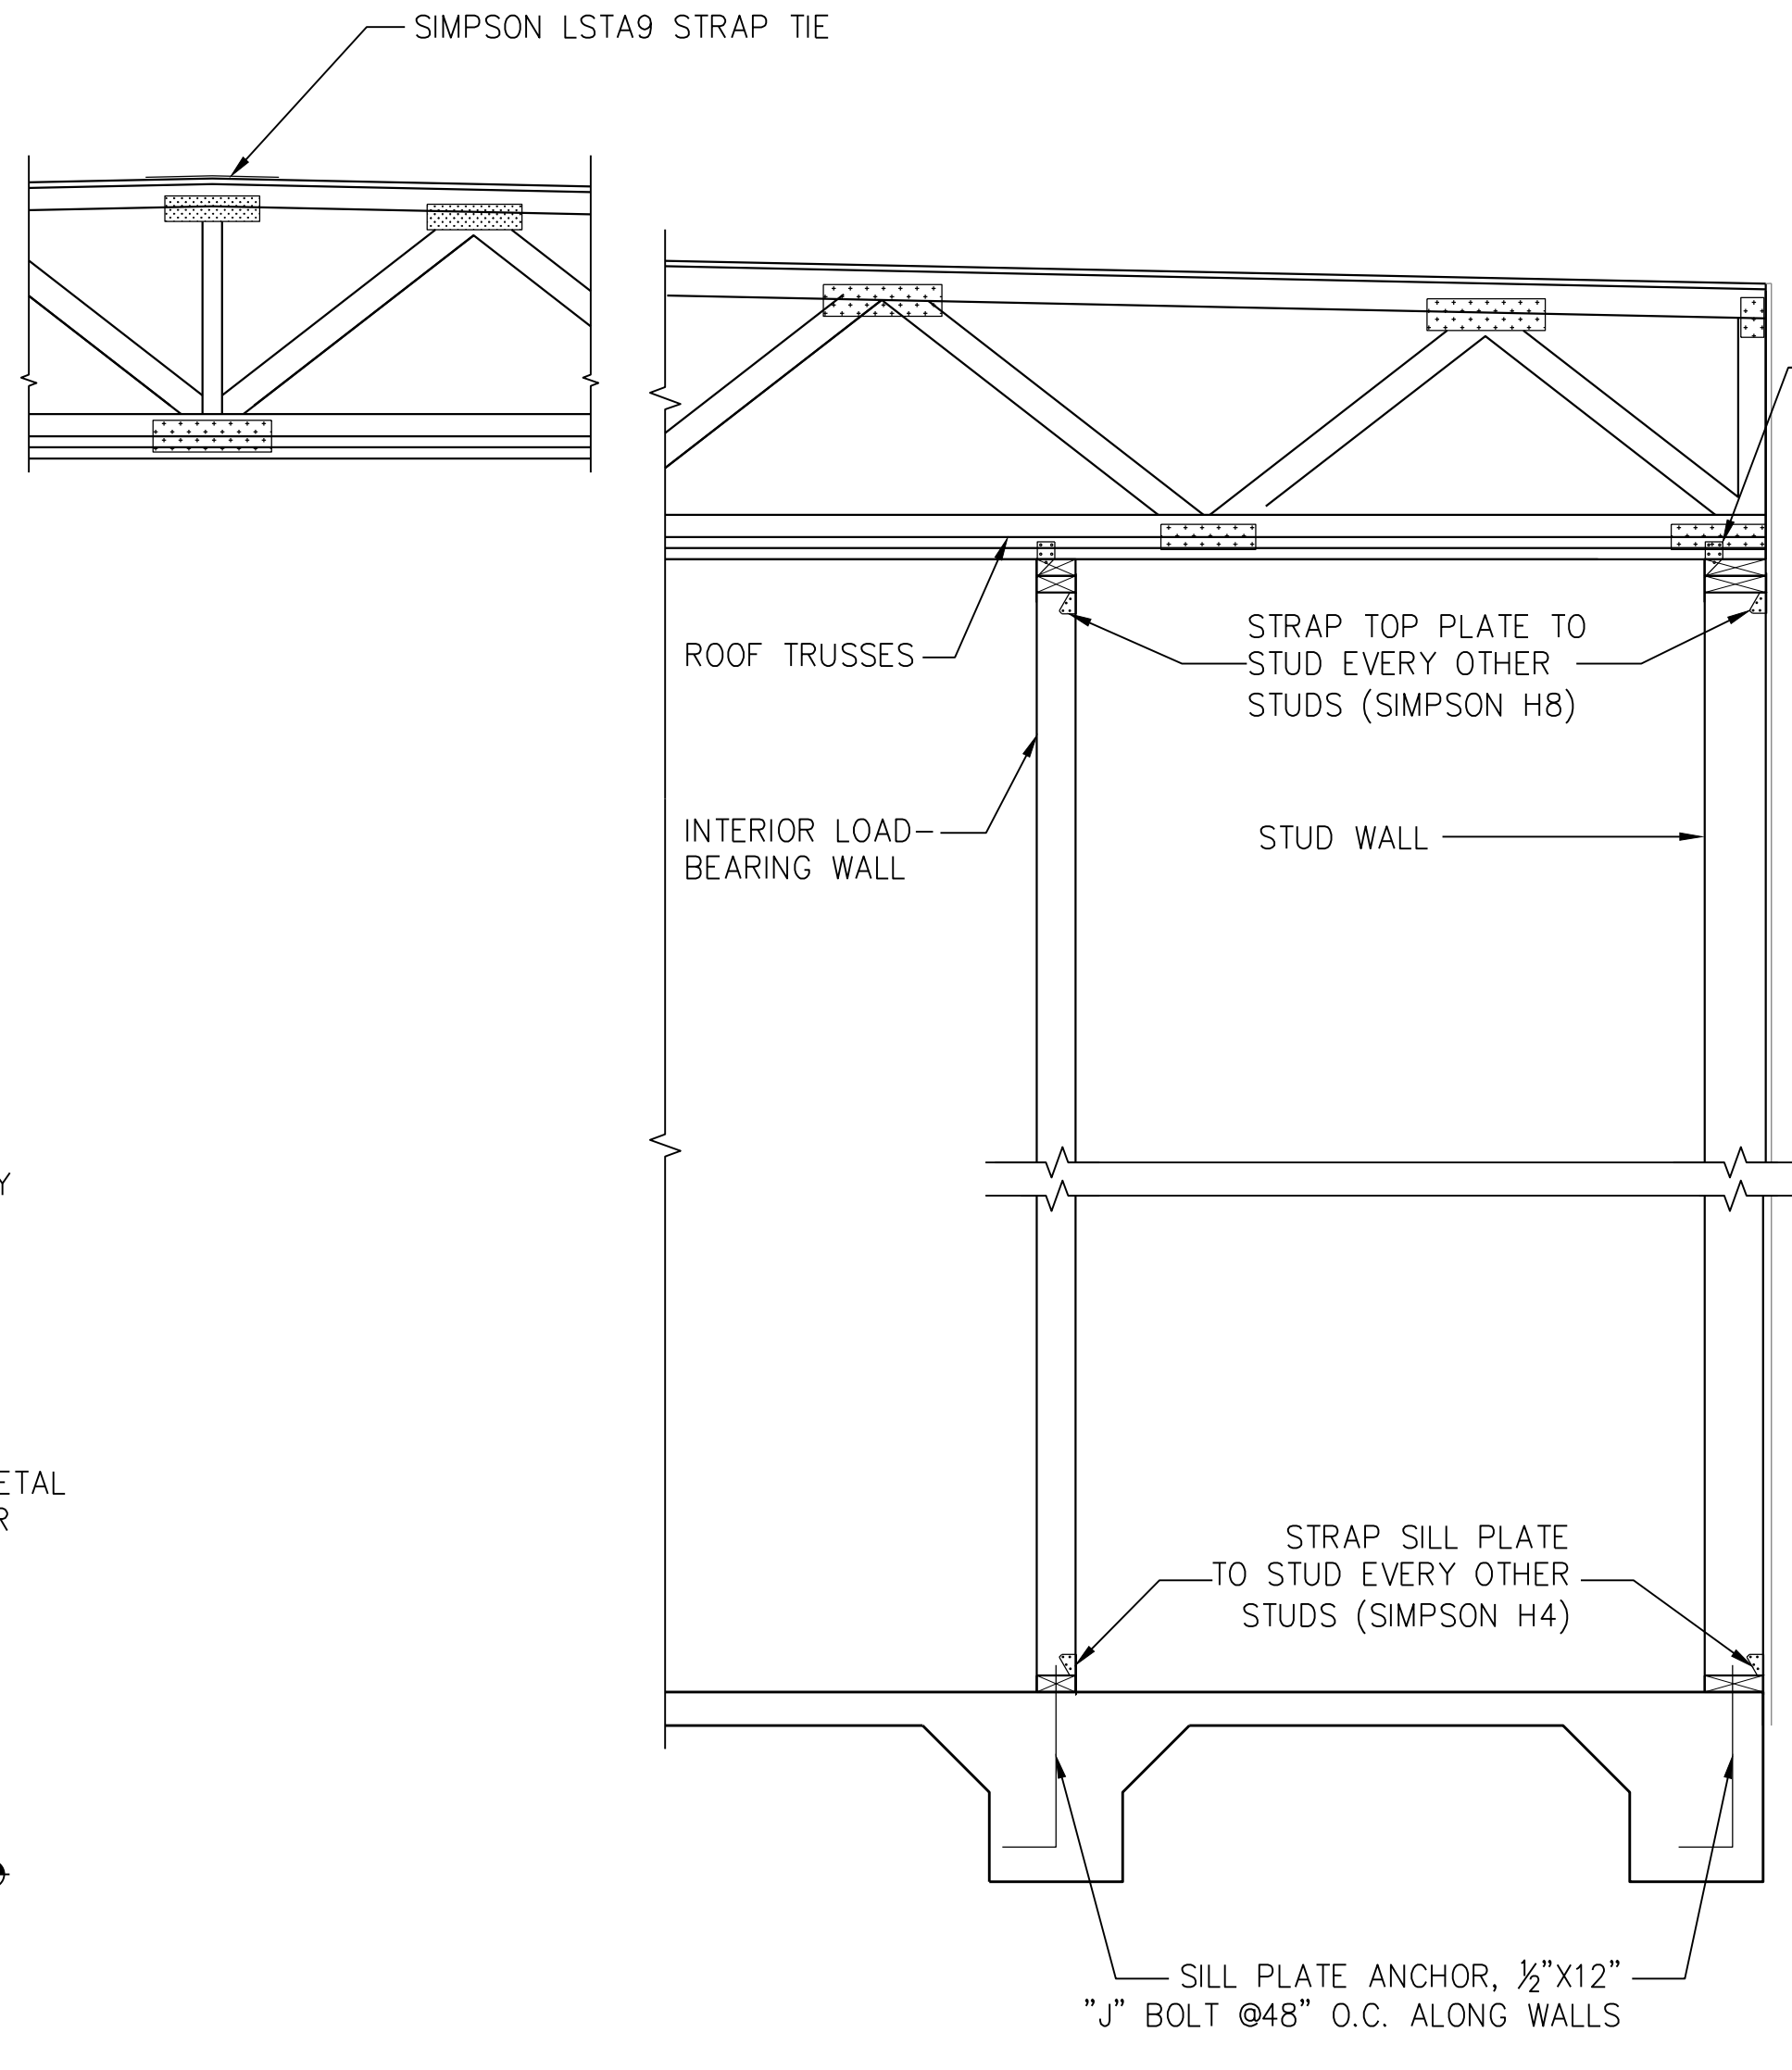 SIMPSON LSTA9 STRAP TIE
ROOF TRUSSES
STRAP TOP PLATE TO
STUD EVERY OTHER
STUDS (SIMPSON H8)
INTERIOR LOAD
BEARING WALL
STUD WALL
Y
ETAL
R
STRAP SILL PLATE
TO STUD EVERY OTHER
STUDS (SIMPSON H4)
SILL PLATE ANCHOR, ½"X12"
"J" BOLT @48" O.C. ALONG WALLS